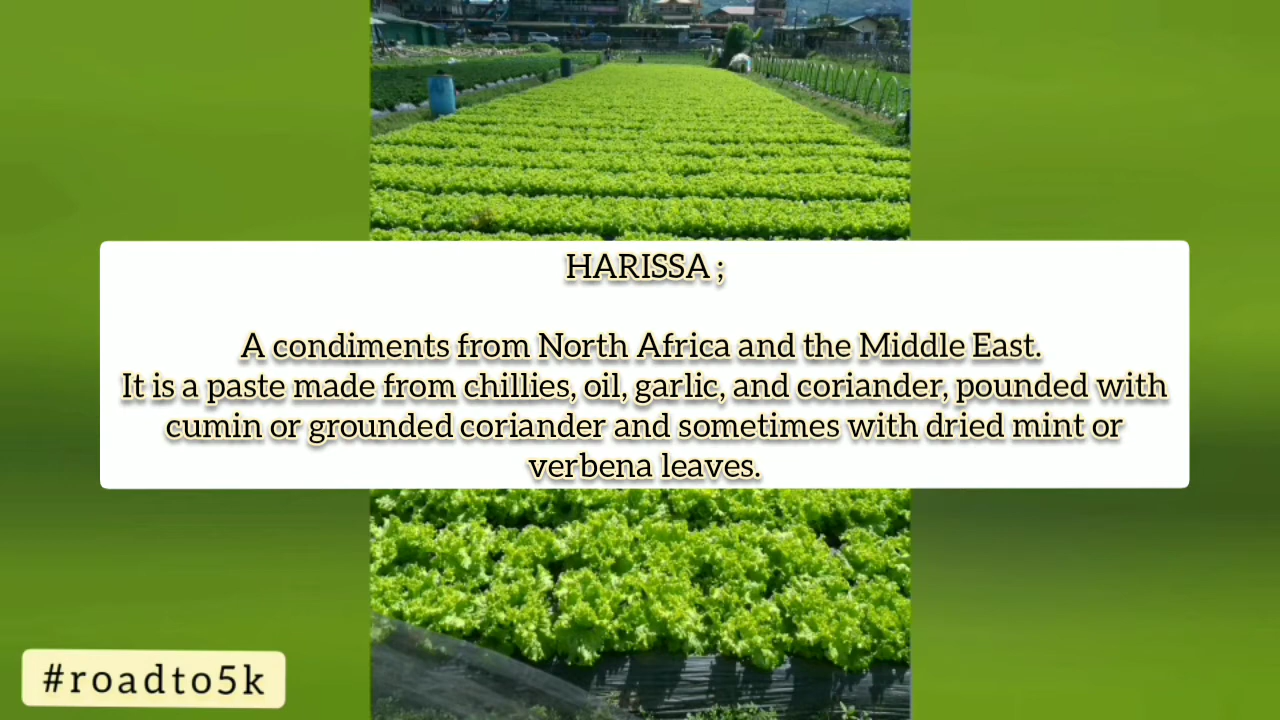 HARISSA ;
A condiments from North Africa and the Middle East.
It is a paste made from chillies, oil, garlic, and coriander, pounded with
cumin or grounded coriander and sometimes with dried mint or
verbena leaves.
#roadto5k